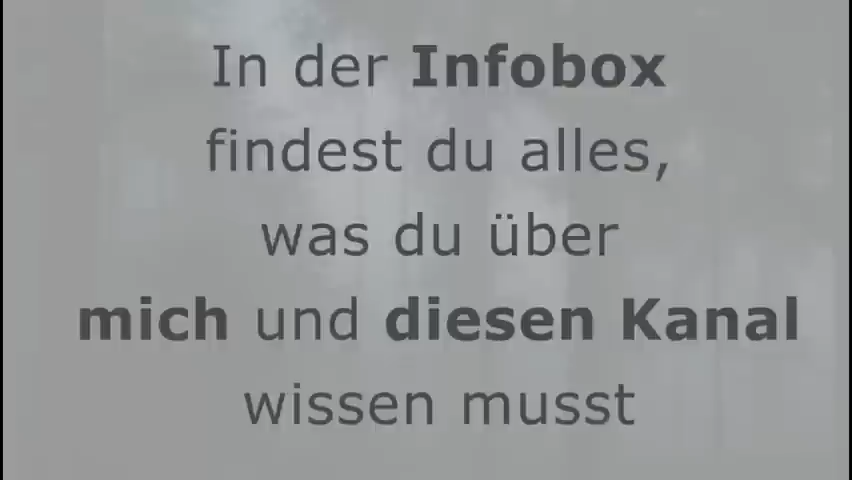 In der Infobox
findest du alles,
was du über
mich und diesen Kanal
wissen musst